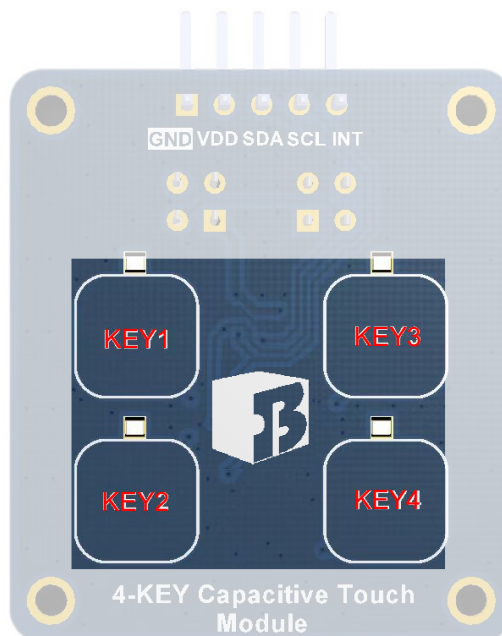 GND VDD SDA SCL INT
KEY1 KEY3
KEY2 KEY4
4-KEY Capacitive Touch
Module